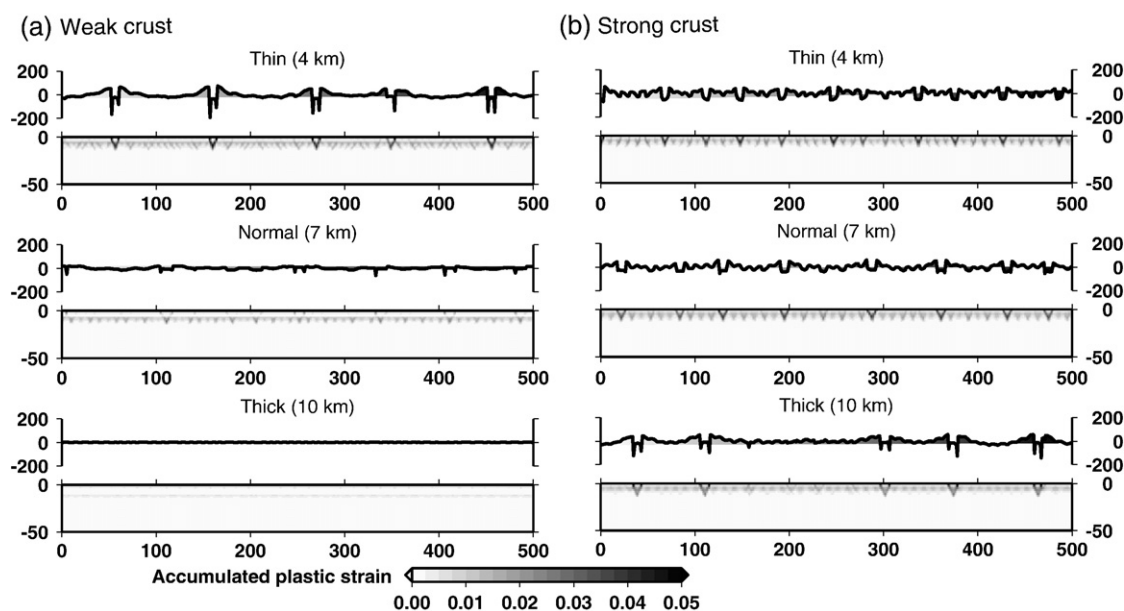 (a) Weak crust
Thin (4 km)
200
0
-200
0
-50
0 100 200 300 400 500
Normal (7 km)
200
0
-200
0
-50
0 100 200 300 400 500
Thick (10 km)
200
0
-200
0
-50
0 100 200 300 400 500
(b) Strong crust
Thin (4 km)
200
0
-200
0
-50
0 100 200 300 400 500
Normal (7 km)
200
0
-200
0
-50
0 100 200 300 400 500
Thick (10 km)
200
0
-200
0
-50
0 100 200 300 400 500
Accumulated plastic strain
0.00 0.01 0.02 0.03 0.04 0.05